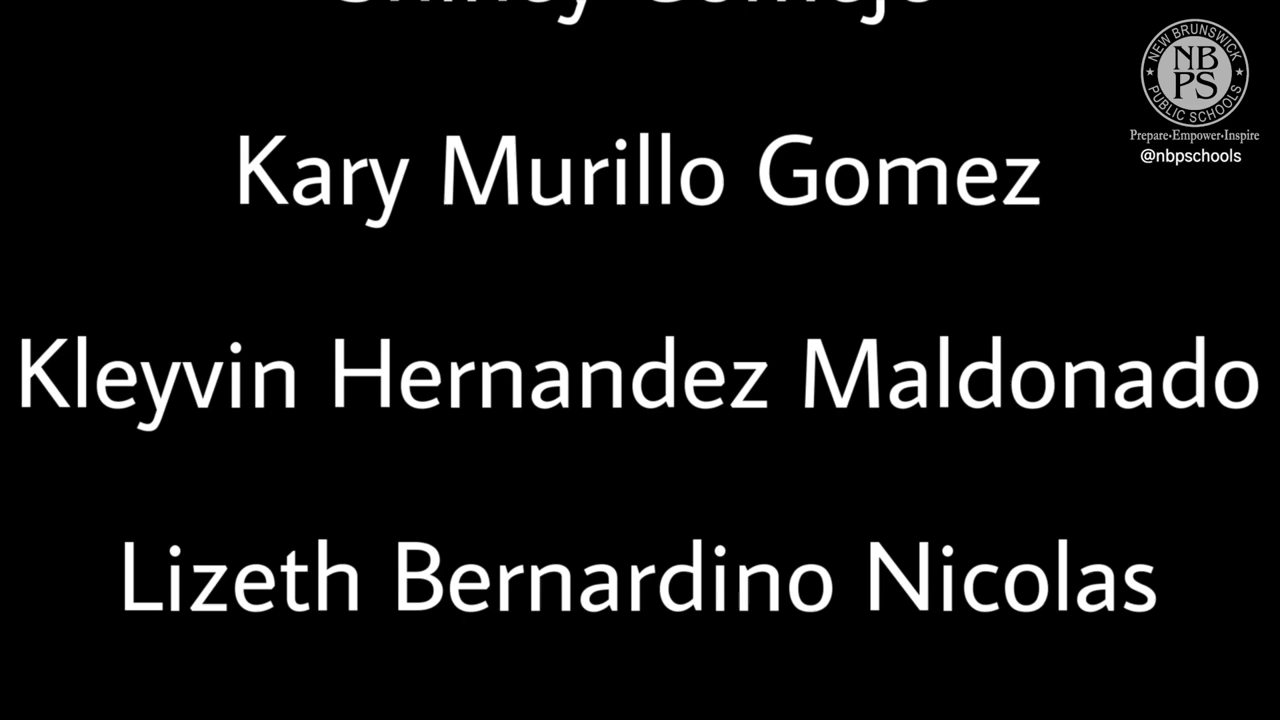 NEW BRUNSWICK
NB
PS
PUBLIC SCHOOLS
Prepare•Empower•Inspire
@nbpschools
Kary Murillo Gomez
Kleyvin Hernandez Maldonado
Lizeth Bernardino Nicolas